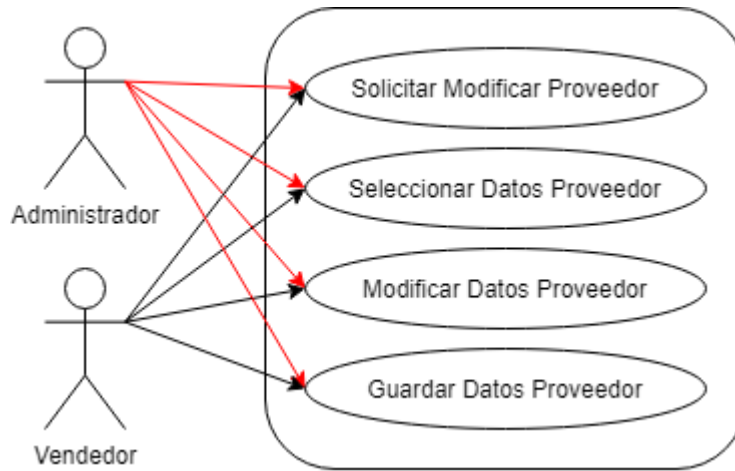 Solicitar Modificar Proveedor
Seleccionar Datos Proveedor
Administrador
Modificar Datos Proveedor
Guardar Datos Proveedor
Vendedor